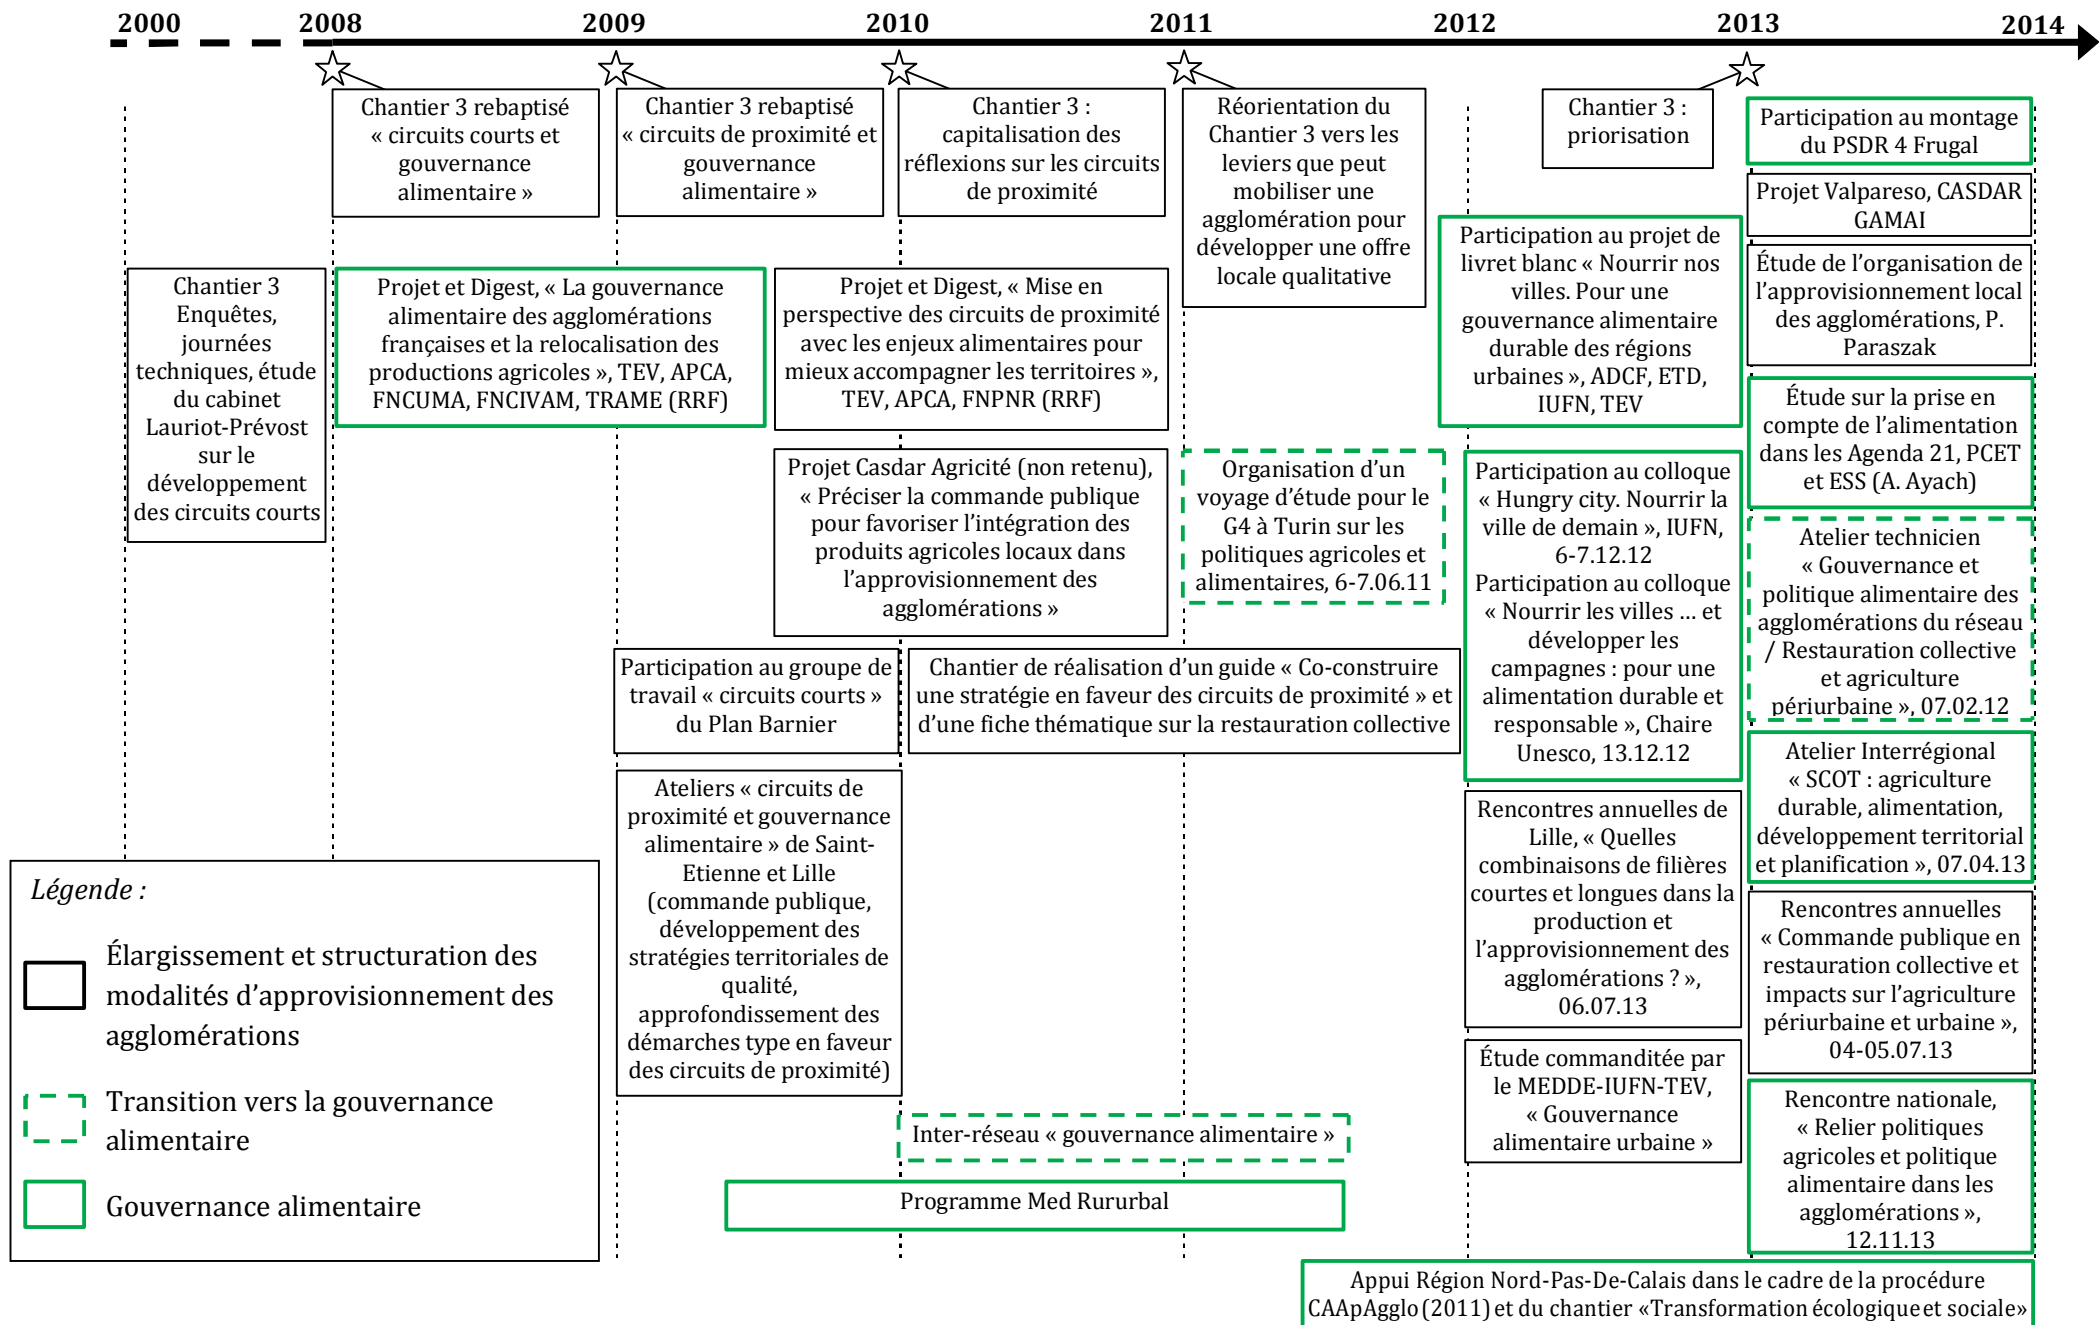 2000
2008
2009
2010
2011
2012
2013
2014
Chantier 3 rebaptisé
« circuits courts et
gouvernance
alimentaire »
Chantier 3 rebaptisé
« circuits de proximité et
gouvernance
alimentaire »
Chantier 3 :
capitalisation des
réflexions sur les circuits
de proximité
Réorientation du
Chantier 3 vers les
leviers que peut
mobiliser une
agglomération pour
développer une offre
locale qualitative
Chantier 3 :
priorisation
Participation au montage
du PSDR 4 Frugal
Projet Valpareso, CASDAR
GAMAI
Étude de l’organisation de
l’approvisionnement local
des agglomérations, P.
Paraszak
Étude sur la prise en
compte de l’alimentation
dans les Agenda 21, PCET
et ESS (A. Ayach)
Atelier technicien
« Gouvernance et
politique alimentaire des
agglomérations du réseau
/ Restauration collective
et agriculture
périurbaine », 07.02.12
Atelier Interrégional
« SCOT : agriculture
durable, alimentation,
développement territorial
et planification », 07.04.13
Rencontres annuelles
« Commande publique en
restauration collective et
impacts sur l’agriculture
périurbaine et urbaine »,
04-05.07.13
Rencontre nationale,
« Relier politiques
agricoles et politique
alimentaire dans les
agglomérations »,
12.11.13
Participation au projet de
livret blanc « Nourrir nos
villes. Pour une
gouvernance alimentaire
durable des régions
urbaines », ADCF, ETD,
IUFN, TEV
Participation au colloque
« Hungry city. Nourrir la
ville de demain », IUFN,
6-7.12.12
Participation au colloque
« Nourrir les villes … et
développer les
campagnes : pour une
alimentation durable et
responsable », Chaire
Unesco, 13.12.12
Rencontres annuelles de
Lille, « Quelles
combinaisons de filières
courtes et longues dans la
production et
l’approvisionnement des
agglomérations ? »,
06.07.13
Étude commanditée par
le MEDDE-IUFN-TEV,
« Gouvernance
alimentaire urbaine »
Chantier 3
Enquêtes,
journées
techniques, étude
du cabinet
Lauriot-Prévost
sur le
développement
des circuits courts
Projet et Digest, « La gouvernance
alimentaire des agglomérations
françaises et la relocalisation des
productions agricoles », TEV, APCA,
FNCUMA, FNCIVAM, TRAME (RRF)
Projet et Digest, « Mise en
perspective des circuits de proximité
avec les enjeux alimentaires pour
mieux accompagner les territoires »,
TEV, APCA, FNPNR (RRF)
Projet Casdar Agricité (non retenu),
« Préciser la commande publique
pour favoriser l’intégration des
produits agricoles locaux dans
l’approvisionnement des
agglomérations »
Organisation d’un
voyage d’étude pour le
G4 à Turin sur les
politiques agricoles et
alimentaires, 6-7.06.11
Participation au groupe de
travail « circuits courts »
du Plan Barnier
Chantier de réalisation d’un guide « Co-construire
une stratégie en faveur des circuits de proximité » et
d’une fiche thématique sur la restauration collective
Ateliers « circuits de
proximité et gouvernance
alimentaire » de Saint-
Etienne et Lille
(commande publique,
développement des
stratégies territoriales de
qualité,
approfondissement des
démarches type en faveur
des circuits de proximité)
Inter-réseau « gouvernance alimentaire »
Programme Med Rururbal
Appui Région Nord-Pas-De-Calais dans le cadre de la procédure
CAApAgglo (2011) et du chantier «Transformation écologique et sociale»
Légende :
Élargissement et structuration des
modalités d’approvisionnement des
agglomérations
Transition vers la gouvernance
alimentaire
Gouvernance alimentaire